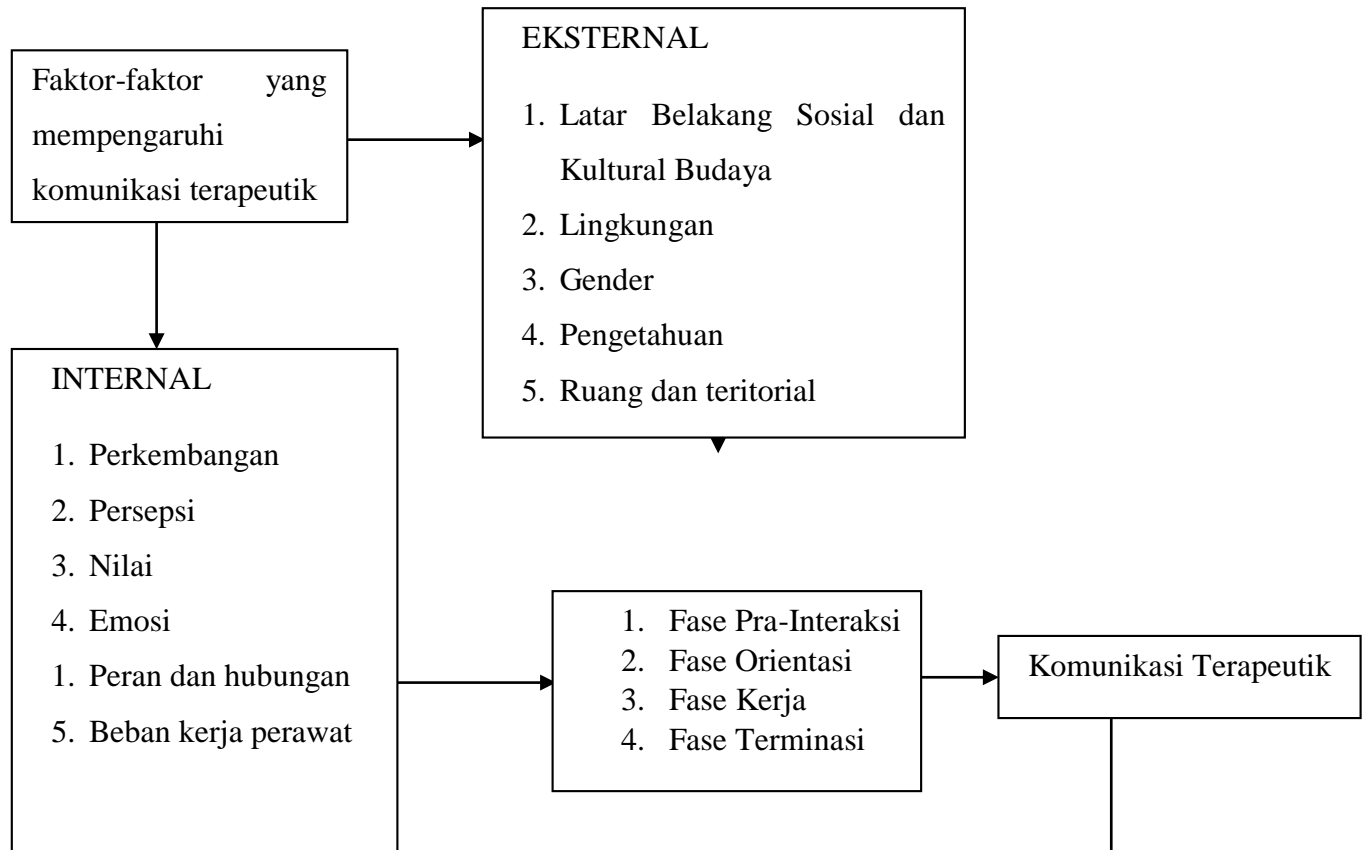 Faktor-faktor yang
mempengaruhi
komunikasi terapeutik
EKSTERNAL
1. Latar Belakang Sosial dan
Kultural Budaya
2. Lingkungan
3. Gender
4. Pengetahuan
5. Ruang dan teritorial
INTERNAL
1. Perkembangan
2. Persepsi
3. Nilai
4. Emosi
1. Peran dan hubungan
5. Beban kerja perawat
1. Fase Pra-Interaksi
2. Fase Orientasi
3. Fase Kerja
4. Fase Terminasi
Komunikasi Terapeutik